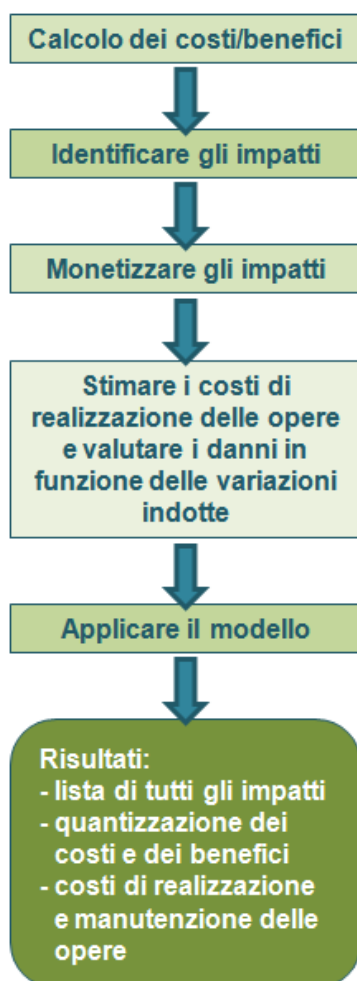 Calcolo dei costi/benefici
Identificare gli impatti
Monetizzare gli impatti
Stimare i costi di
realizzazione delle opere
e valutare i danni in
funzione delle variazioni
indotte
Applicare il modello
Risultati:
- lista di tutti gli impatti
- quantizzazione dei
costi e dei benefici
- costi di realizzazione
e manutenzione delle
opere